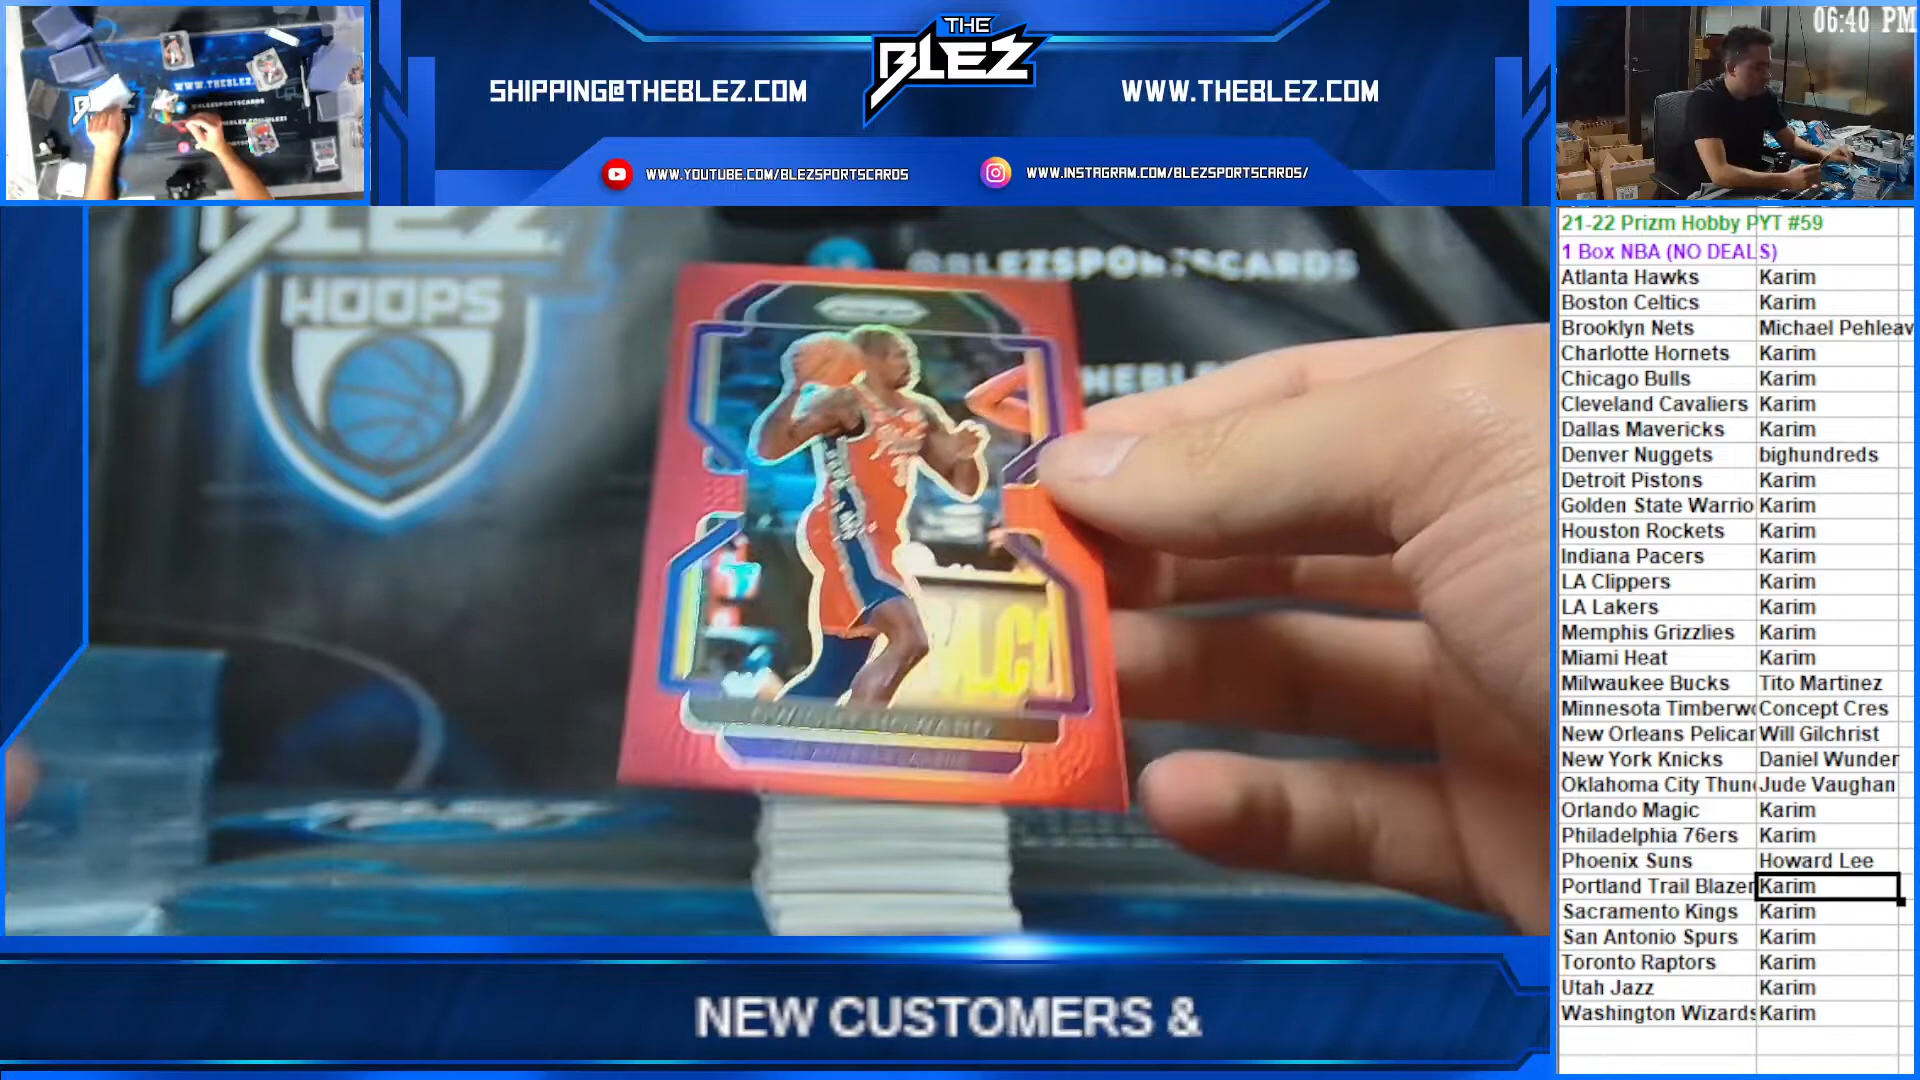 06:40 PM
THE
BLEZ
SHIPPING@THEBLEZ.COM
WWW.THEBLEZ.COM
WWW.YOUTUBE.COM/BLEZSPORTSCARDS
WWW.INSTAGRAM.COM/BLEZSPORTSCARDS/
BLEZ
HOOPS
@BLEZSPORTSCARDS
DWIGHT HOWARD
21-22 Prizm Hobby PYT #59
1 Box NBA (NO DEALS)
Atlanta Hawks Karim
Boston Celtics Karim
Brooklyn Nets Michael Pehleav
Charlotte Hornets Karim
Chicago Bulls Karim
Cleveland Cavaliers Karim
Dallas Mavericks Karim
Denver Nuggets bighundreds
Detroit Pistons Karim
Golden State Warrio Karim
Houston Rockets Karim
Indiana Pacers Karim
LA Clippers Karim
LA Lakers Karim
Memphis Grizzlies Karim
Miami Heat Karim
Milwaukee Bucks Tito Martinez
Minnesota Timberwo Concept Cres
New Orleans Pelicar Will Gilchrist
New York Knicks Daniel Wunder
Oklahoma City Thun Jude Vaughan
Orlando Magic Karim
Philadelphia 76ers Karim
Phoenix Suns Howard Lee
Portland Trail Blazer Karim
Sacramento Kings Karim
San Antonio Spurs Karim
Toronto Raptors Karim
Utah Jazz Karim
Washington Wizards Karim
NEW CUSTOMERS &